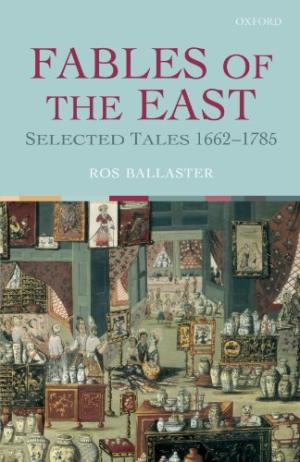 OXFORD
FABLES OF
THE EAST
SELECTED TALES 1662–1785
ROS BALLASTER